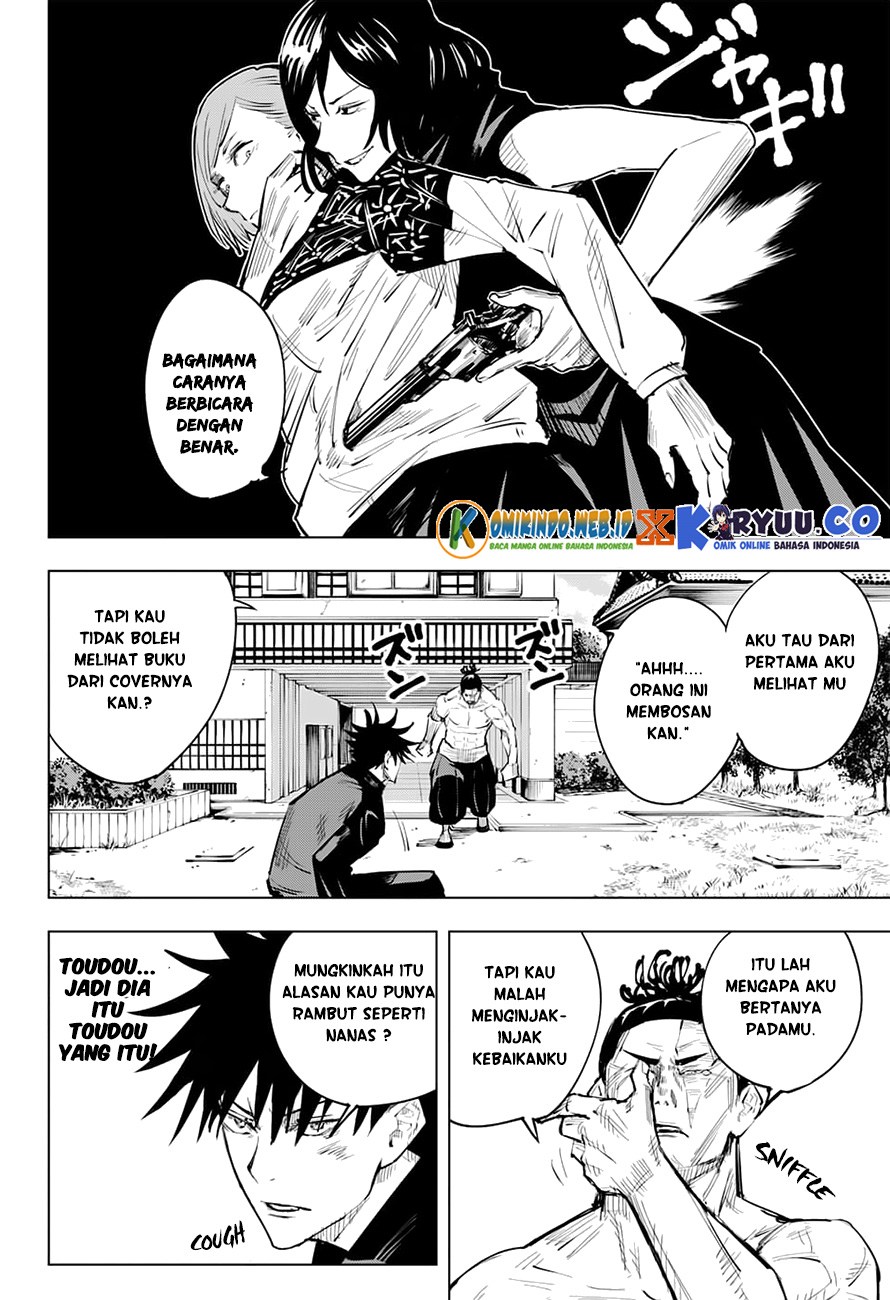 ジャキ!!
BAGAIMANA
CARANYA
BERBICARA
DENGAN
BENAR.
KOMIKINDO.WEB.ID X KIRYUU.CO
BACA MANGA ONLINE BAHASA INDONESIA
OMIK ONLINE BAHASA INDONESIA
AKU TAU DARI
PERTAMA AKU
MELIHAT MU
"AHHH....
ORANG INI
MEMBOSAN
KAN."
ズン
ズン
TAPI KAU
TIDAK BOLEH
MELIHAT BUKU
DARI COVERNYA
KAN.?
ITU LAH
MENGAPA AKU
BERTANYA
PADAMU.
TAPI KAU
MALAH
MENGINJAK-
INJAK
KEBAIKANKU
SNIFFLE
MUNGKINKAH ITU
ALASAN KAU PUNYA
RAMBUT SEPERTI
NANAS ?
TOUDOU...
JADI DIA
ITU
TOUDOU
YANG ITU!
COUGH